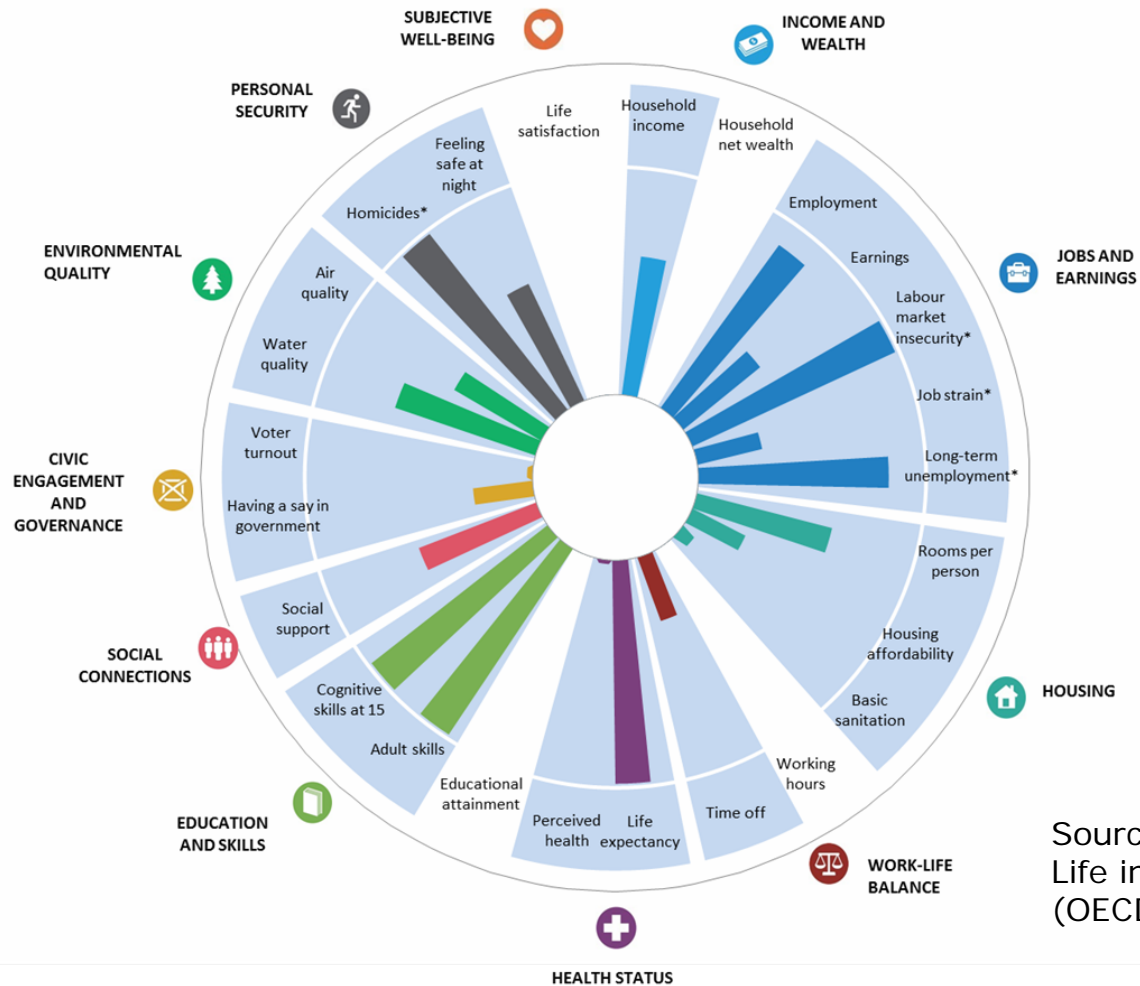 SUBJECTIVE
WELL-BEING
INCOME AND
WEALTH
PERSONAL
SECURITY
Life
satisfaction
Household
income
Household
net wealth
Feeling
safe at
night
Homicides*
Employment
Earnings
Labour
market
insecurity*
Job strain*
Long-term
unemployment*
JOBS AND
EARNINGS
ENVIRONMENTAL
QUALITY
Air
quality
Water
quality
CIVIC
ENGAGEMENT
AND
GOVERNANCE
Voter
turnout
Having a say in
government
Rooms per
person
Housing
affordability
Basic
sanitation
HOUSING
SOCIAL
CONNECTIONS
Social
support
Cognitive
skills at 15
Adult skills
Educational
attainment
EDUCATION
AND SKILLS
Perceived
health
Life
expectancy
Time off
Working
hours
WORK-LIFE
BALANCE
HEALTH STATUS
Life in
(OECD